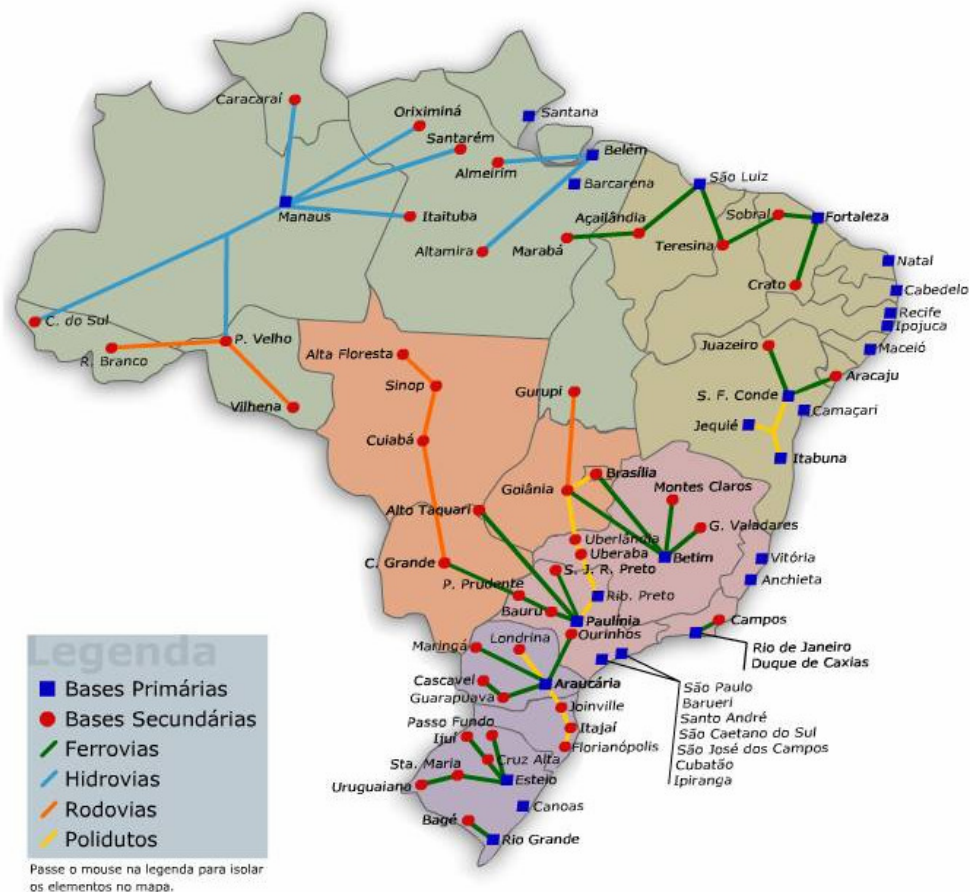 Caracaraí
Oriximiná
Santarém
Almeirim
Santana
Belém
Barcarena
Manaus
Itaituba
Altamira
Marabá
Açailândia
São Luiz
Teresina
Sobral
Fortaleza
Crato
Natal
Cabedelo
Recife
Ipojuca
Maceió
Juazeiro
Aracaju
S. F. Conde
Camaçari
Jequié
Itabuna
C. do Sul
R. Branco
P. Velho
Vilhena
Alta Floresta
Sinop
Cuiabá
Gurupi
Goiânia
Brasília
Montes Claros
G. Valadares
Alto Taquari
Uberlândia
Uberaba
Betim
Vitória
Anchieta
C. Grande
P. Prudente
S. J. R. Preto
Rib. Preto
Bauru
Paulínia
Ourinhos
Campos
Rio de Janeiro
Duque de Caxias
São Paulo
Barueri
Santo André
São Caetano do Sul
São José dos Campos
Cubatão
Ipiranga
Maringá
Londrina
Cascavel
Guarapuava
Araucária
Joinville
Itajaí
Florianópolis
Passo Fundo
Ijuí
Cruz Alta
Sta. Maria
Uruguaiana
Esteio
Canoas
Bagé
Rio Grande
Legenda
Bases Primárias
Bases Secundárias
Ferrovias
Hidrovias
Rodovias
Polidutos
Passe o mouse na legenda para isolar
os elementos no mapa.